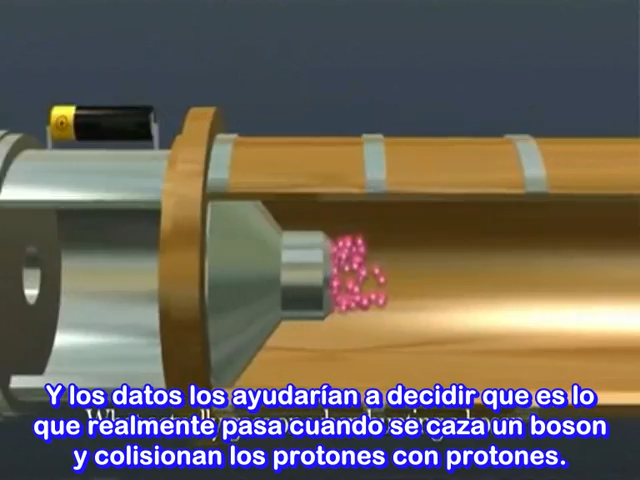 Y los datos los ayudarían a decidir que es lo
que realmente pasa cuando se caza un boson
y colisionan los protones con protones.